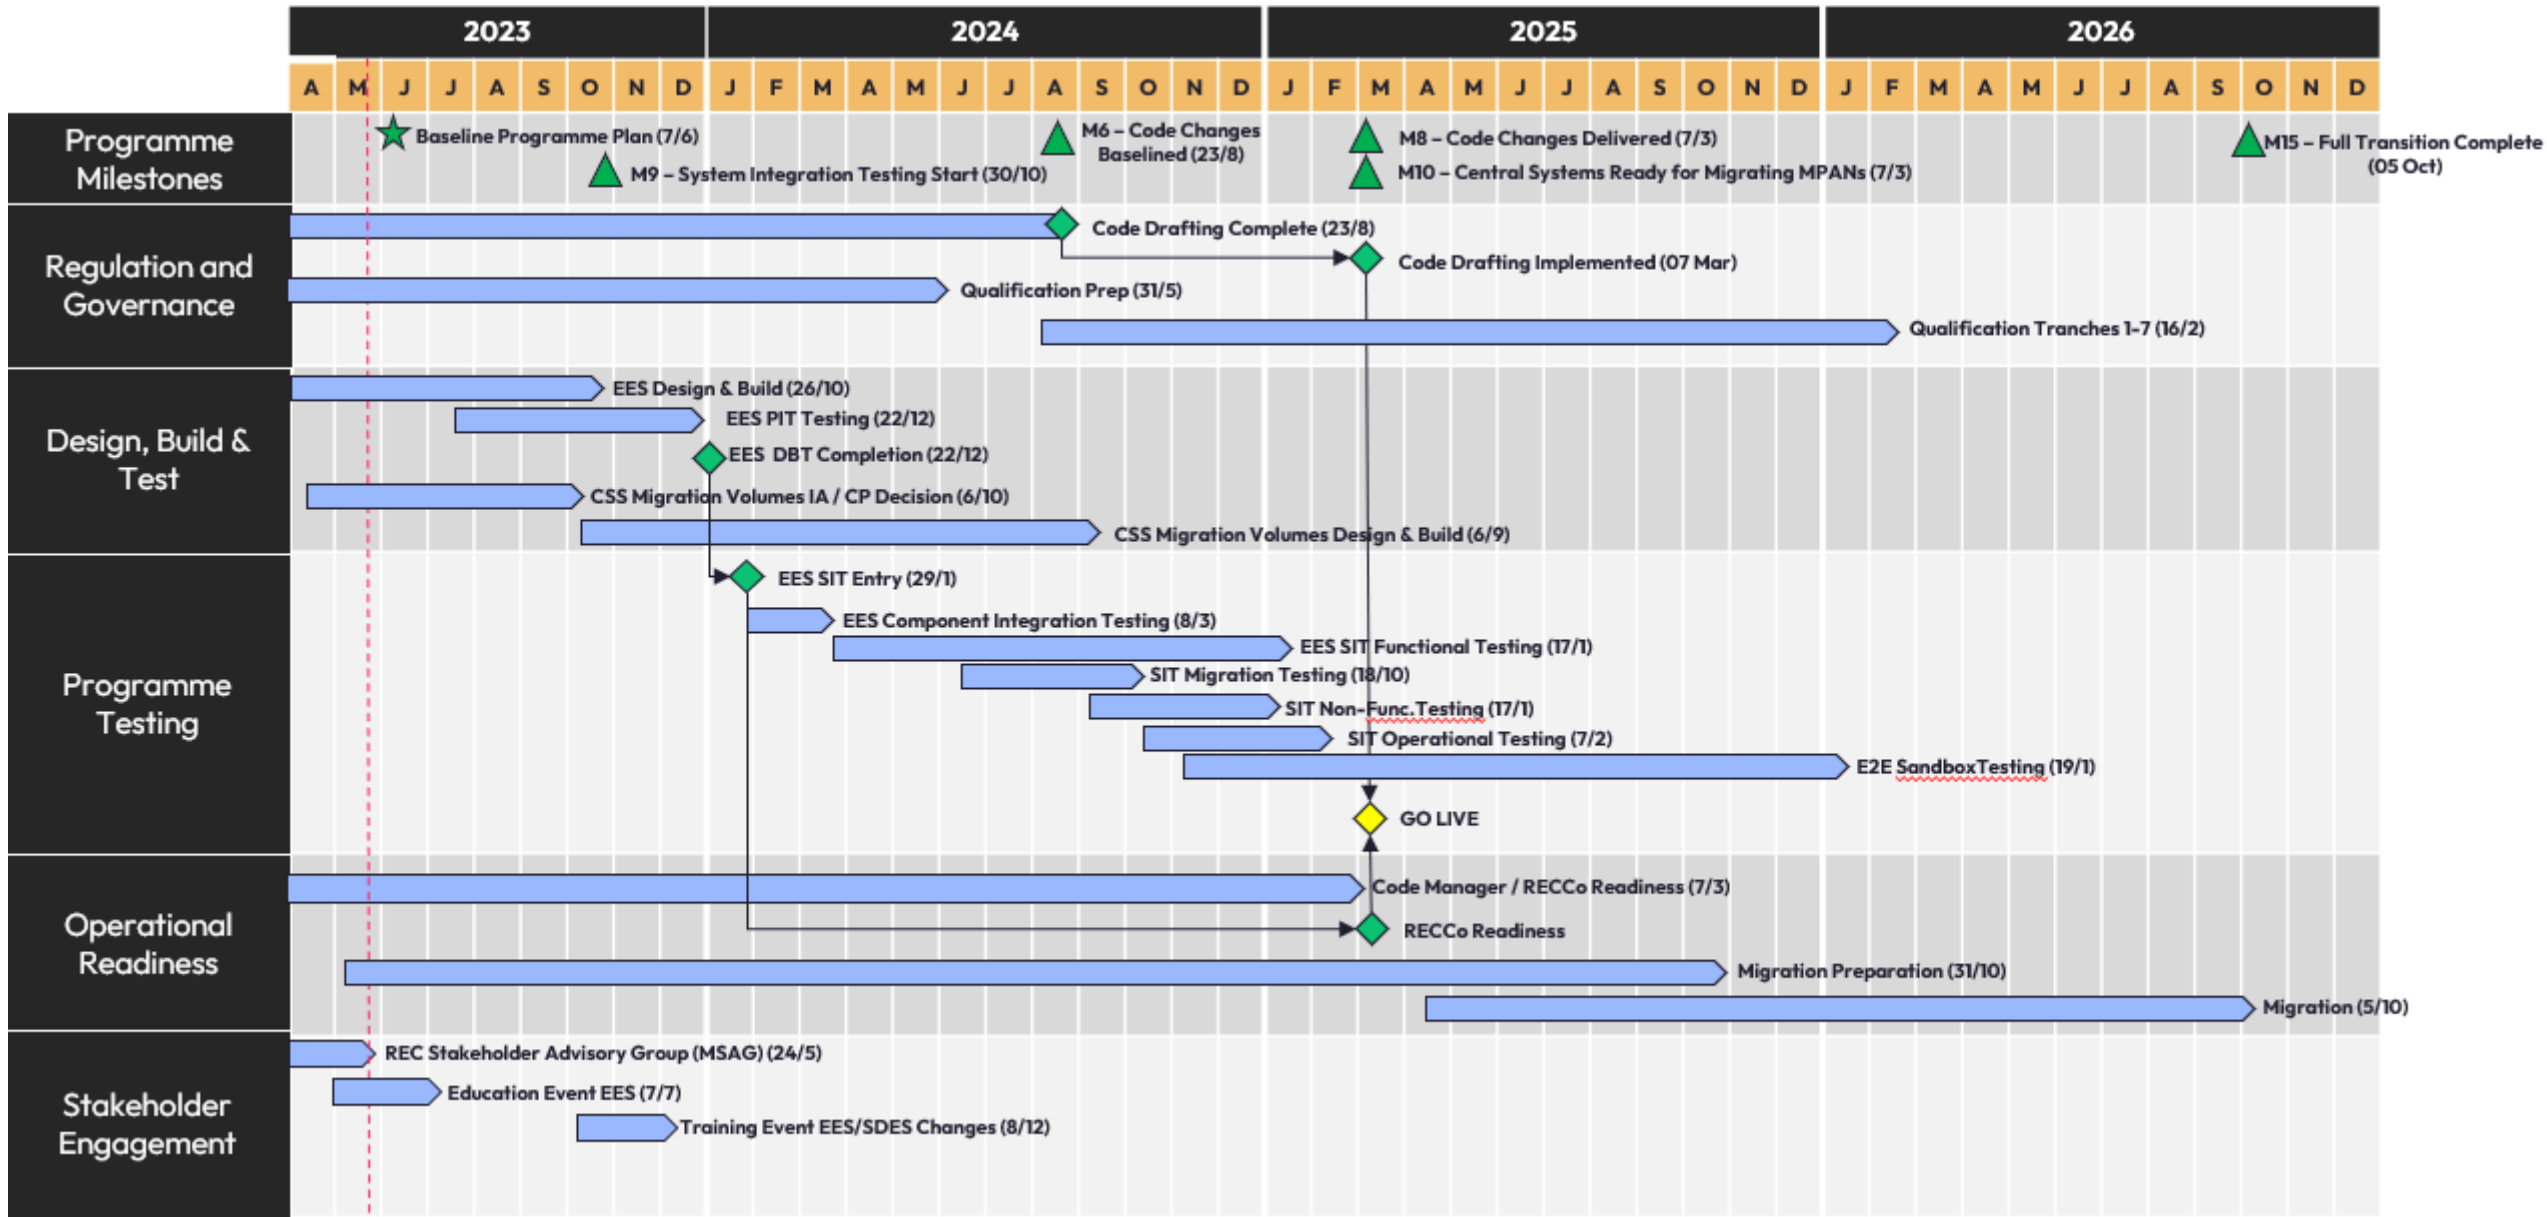 2023 2024 2025 2026
A M J J A S O N D J F M A M J J A S O N D J F M A M J J A S O N D J F M A M J J A S O N D
Programme
Milestones
Baseline Programme Plan (7/6)
M9 – System Integration Testing Start (30/10)
M6 – Code Changes
Baselined (23/8)
M8 – Code Changes Delivered (7/3)
M10 – Central Systems Ready for Migrating MPANs (7/3)
M15 – Full Transition Complete
(05 Oct)
Regulation and
Governance
Code Drafting Complete (23/8)
Code Drafting Implemented (07 Mar)
Qualification Prep (31/5)
Qualification Tranches 1-7 (16/2)
Design, Build &
Test
EES Design & Build (26/10)
EES PIT Testing (22/12)
EES DBT Completion (22/12)
CSS Migration Volumes IA / CP Decision (6/10)
CSS Migration Volumes Design & Build (6/9)
Programme
Testing
EES SIT Entry (29/1)
EES Component Integration Testing (8/3)
EES SIT Functional Testing (17/1)
SIT Migration Testing (18/10)
SIT Non-Func.Testing (17/1)
SIT Operational Testing (7/2)
E2E SandboxTesting (19/1)
GO LIVE
Operational
Readiness
Code Manager / RECCo Readiness (7/3)
RECCo Readiness
Migration Preparation (31/10)
Migration (5/10)
Stakeholder
Engagement
REC Stakeholder Advisory Group (MSAG) (24/5)
Education Event EES (7/7)
Training Event EES/SDES Changes (8/12)